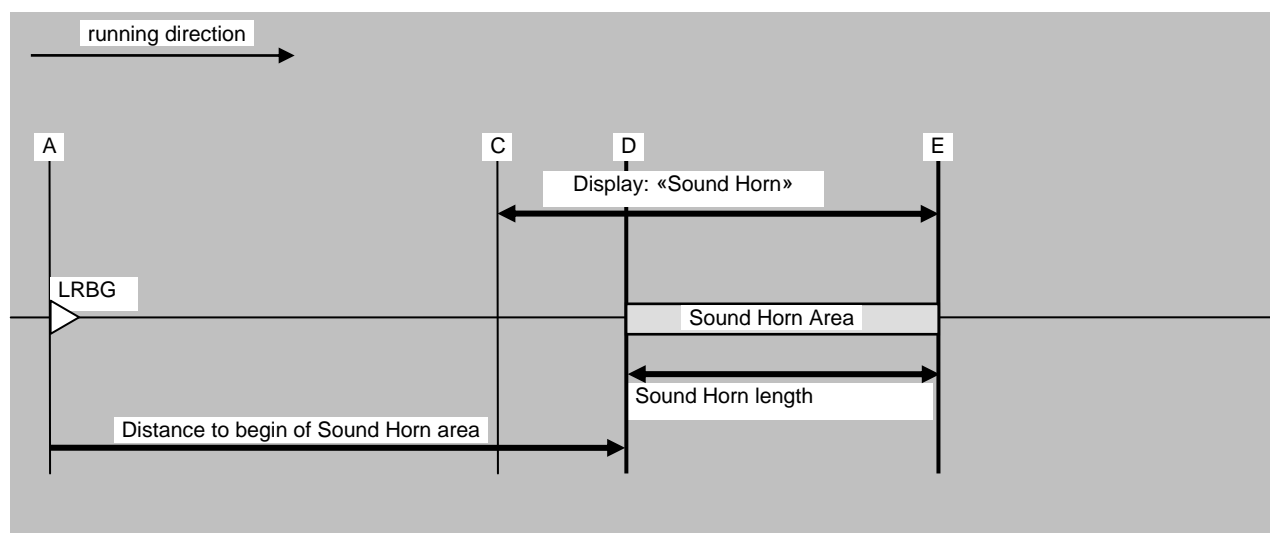 running direction
A
C
D
E
Display: «Sound Horn»
LRBG
Sound Horn Area
Sound Horn length
Distance to begin of Sound Horn area